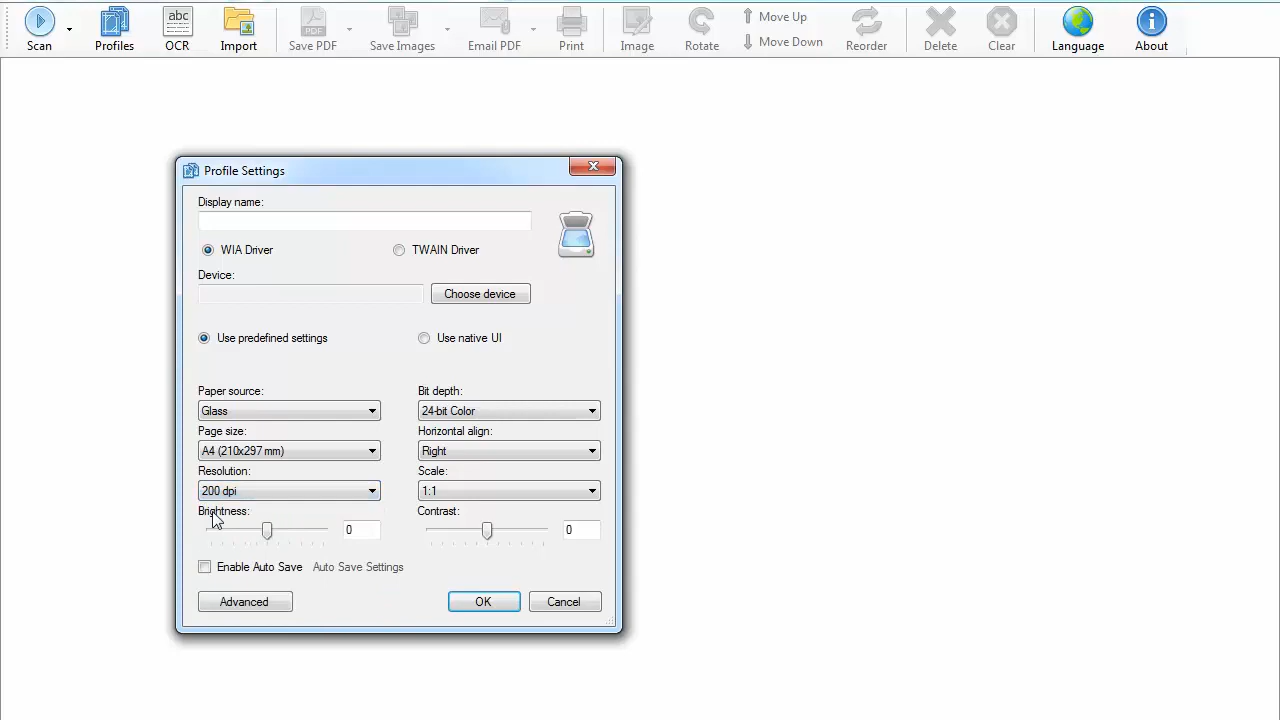 Scan Profiles OCR Import Save PDF Save Images Email PDF Print Image Rotate Move Up Move Down Reorder Delete Clear Language About
abc
PDF
Profile Settings
Display name:
WIA Driver TWAIN Driver
Device:
Choose device
Use predefined settings Use native UI
Paper source: Bit depth:
Glass 24-bit Color
Page size: Horizontal align:
A4 (210x297 mm) Right
Resolution: Scale:
200 dpi 1:1
Brightness: Contrast:
0 0
Enable Auto Save Auto Save Settings
Advanced OK Cancel